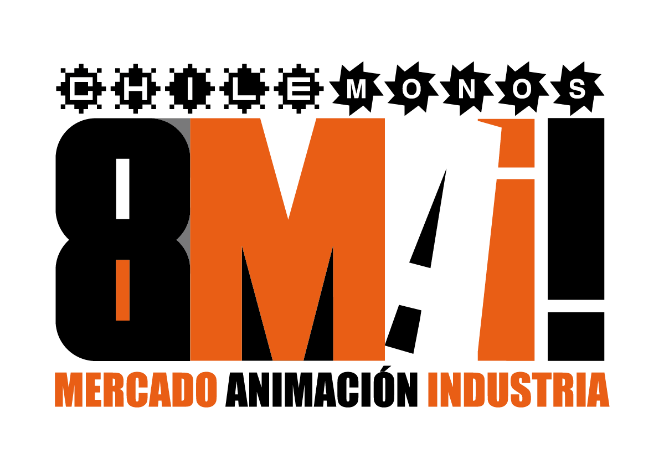 CHILEMONOS
8MAI!
MERCADO ANIMACIÓN INDUSTRIA